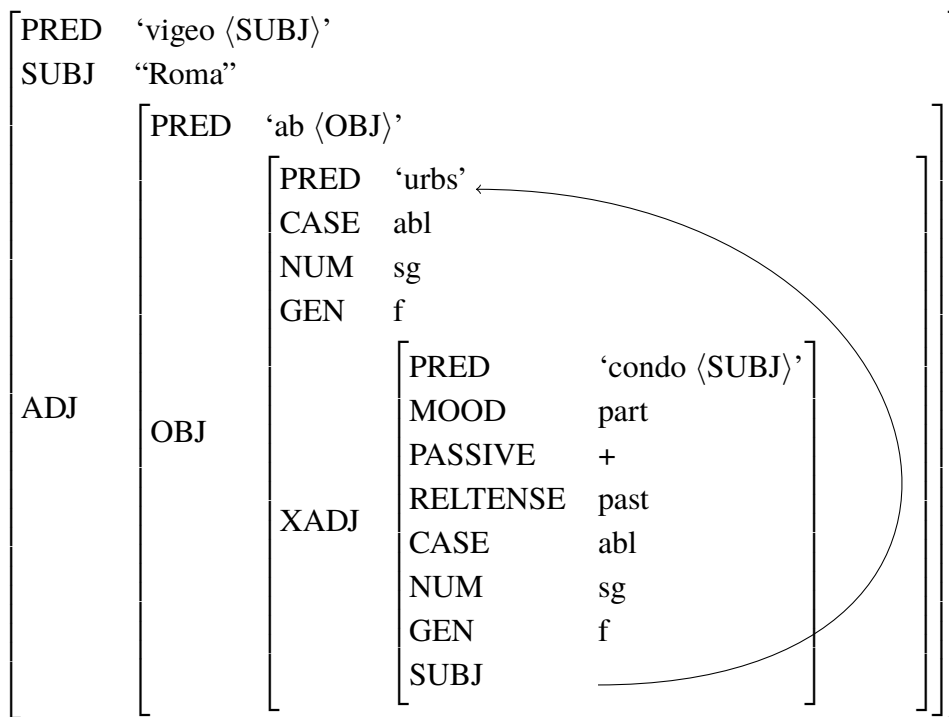 PRED ‘vigeo ⟨SUBJ⟩’
SUBJ “Roma”
PRED ‘ab ⟨OBJ⟩’
PRED ‘urbs’
CASE abl
NUM sg
GEN f
PRED ‘condo ⟨SUBJ⟩’
ADJ MOOD part
OBJ PASSIVE +
RELTENSE past
XADJ
CASE abl
NUM sg
GEN f
SUBJ